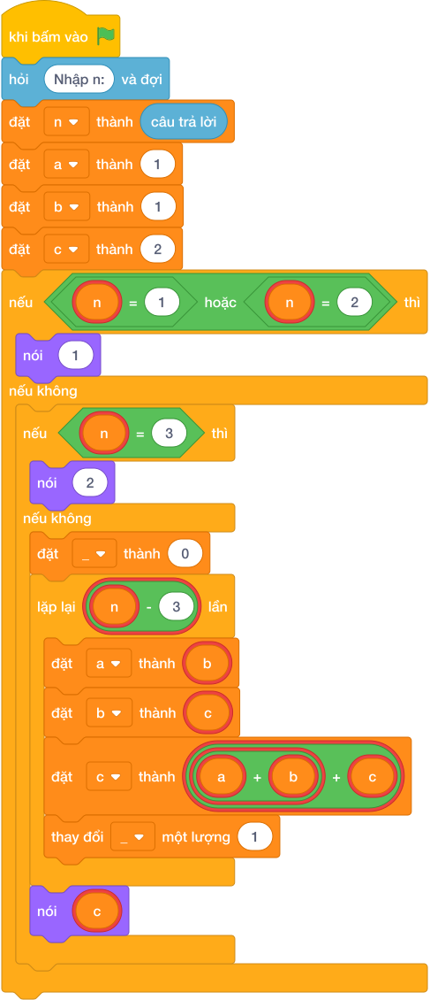 khi bấm vào
hỏi Nhập n: và đợi
đặt n thành câu trả lời
đặt a thành 1
đặt b thành 1
đặt c thành 2
nếu n = 1 hoặc n = 2 thì
nói 1
nếu không
nếu n = 3 thì
nói 2
nếu không
đặt _ thành 0
lặp lại n - 3 lần
đặt a thành b
đặt b thành c
đặt c thành a + b + c
thay đổi _ một lượng 1
nói c